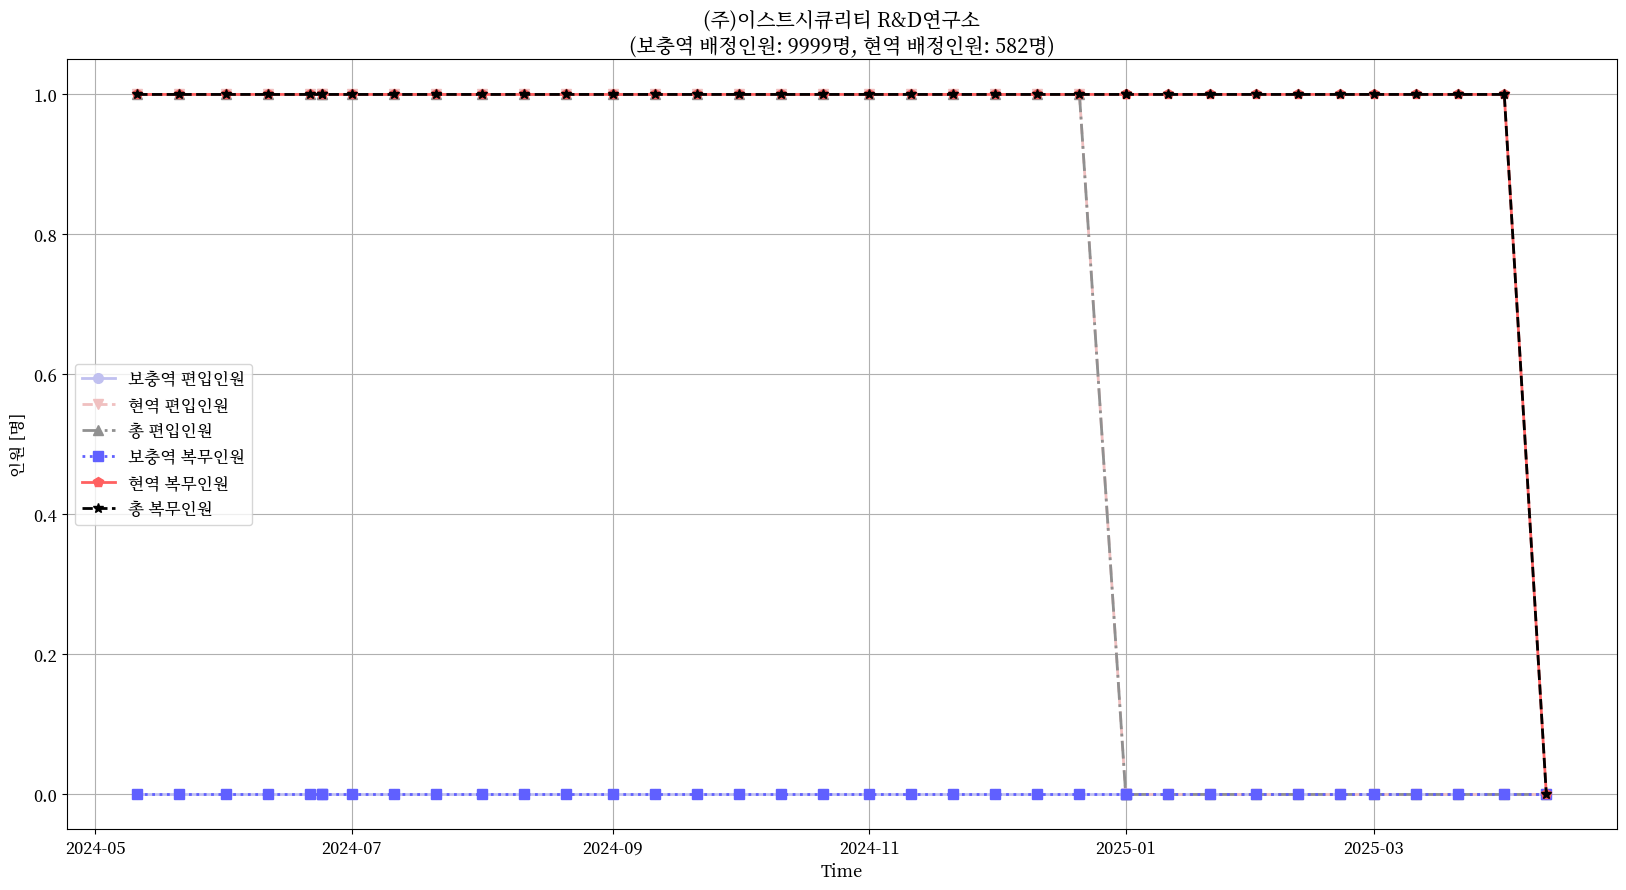 (주)이스트시큐리티 R&D연구소
(보충역 배정인원: 9999명, 현역 배정인원: 582명)
1.0
0.8
0.6
0.4
0.2
0.0
인원 [명]
보충역 편입인원
현역 편입인원
총 편입인원
보충역 복무인원
현역 복무인원
총 복무인원
2024-05
2024-07
2024-09
2024-11
2025-01
2025-03
Time